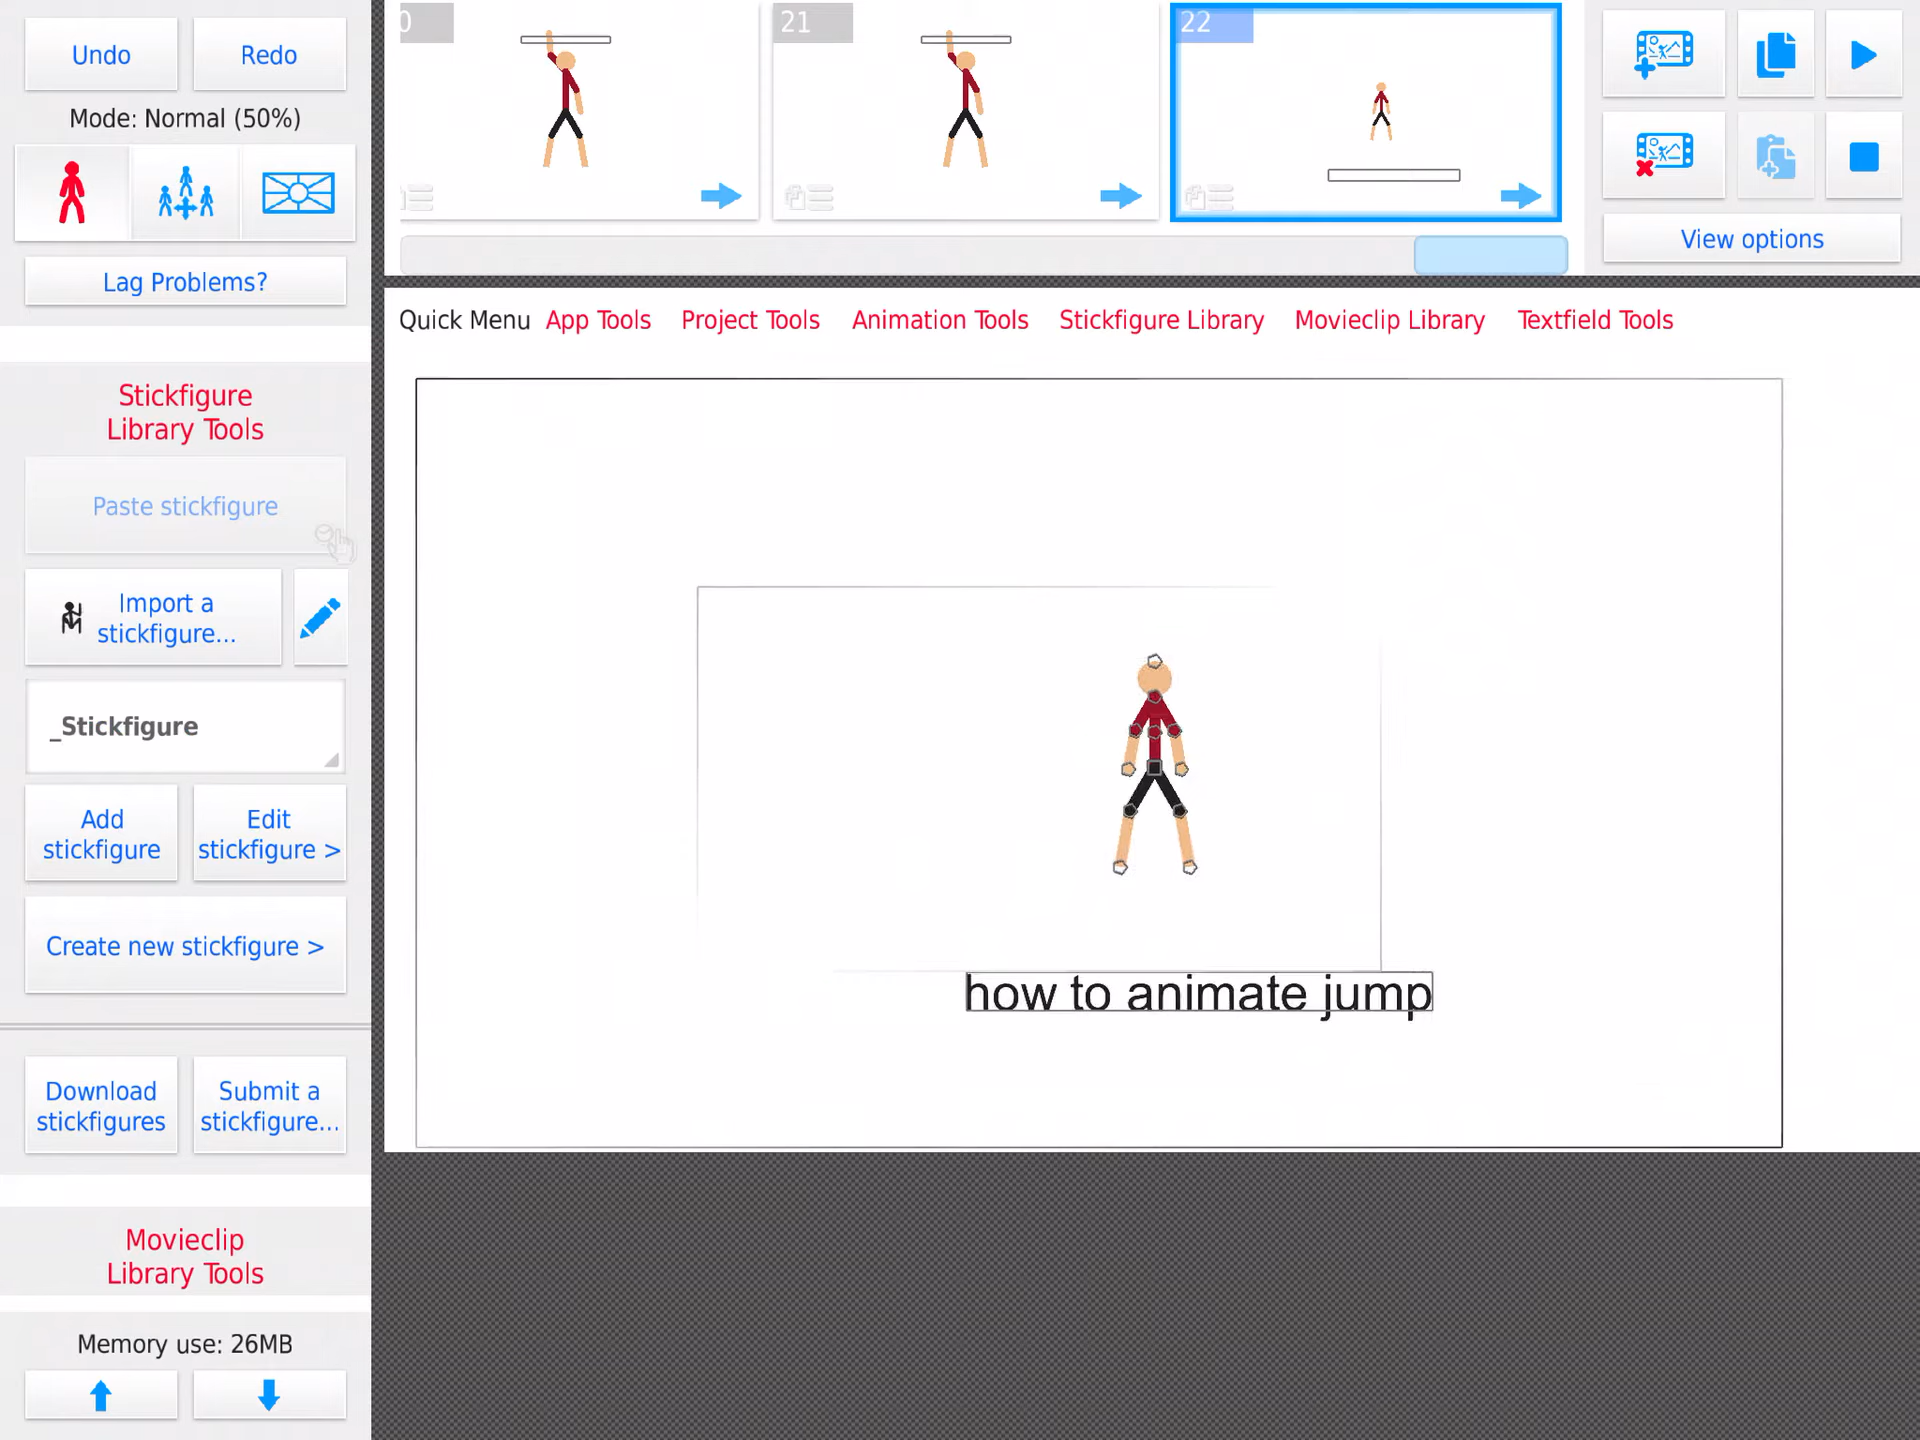 Undo
Redo
Mode: Normal (50%)
Lag Problems?
Stickfigure
Library Tools
Paste stickfigure
Import a
stickfigure...
_Stickfigure
Add
stickfigure
Edit
stickfigure >
Create new stickfigure >
Download
stickfigures
Submit a
stickfigure...
Movieclip
Library Tools
Memory use: 26MB
0
21
22
View options
Quick Menu App Tools Project Tools Animation Tools Stickfigure Library Movieclip Library Textfield Tools
how to animate jump